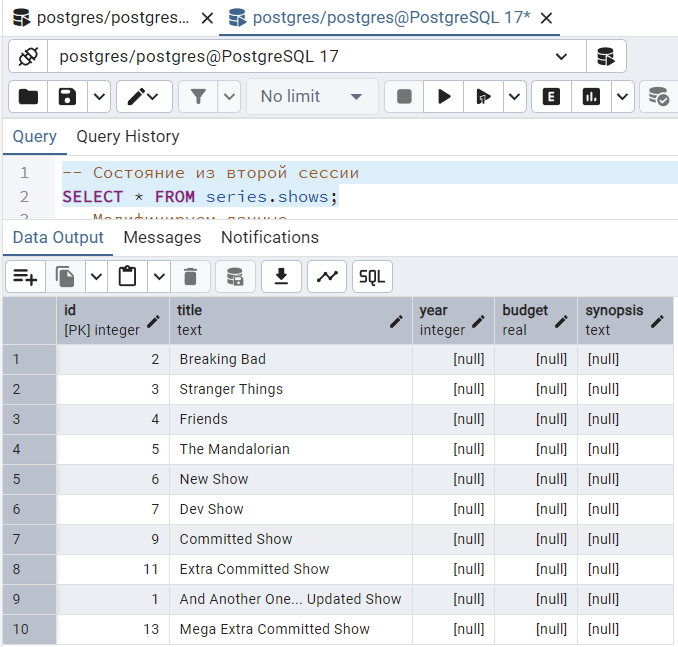 postgres/postgres... postgres/postgres@PostgreSQL 17*
postgres/postgres@PostgreSQL 17
No limit
E
Query Query History
1 -- Состояние из второй сессии
2 SELECT * FROM series.shows;
Data Output Messages Notifications
SQL
id title year budget synopsis
[PK] integer text integer real text
1 2 Breaking Bad [null] [null] [null]
2 3 Stranger Things [null] [null] [null]
3 4 Friends [null] [null] [null]
4 5 The Mandalorian [null] [null] [null]
5 6 New Show [null] [null] [null]
6 7 Dev Show [null] [null] [null]
7 9 Committed Show [null] [null] [null]
8 11 Extra Committed Show [null] [null] [null]
9 1 And Another One... Updated Show [null] [null] [null]
10 13 Mega Extra Committed Show [null] [null] [null]